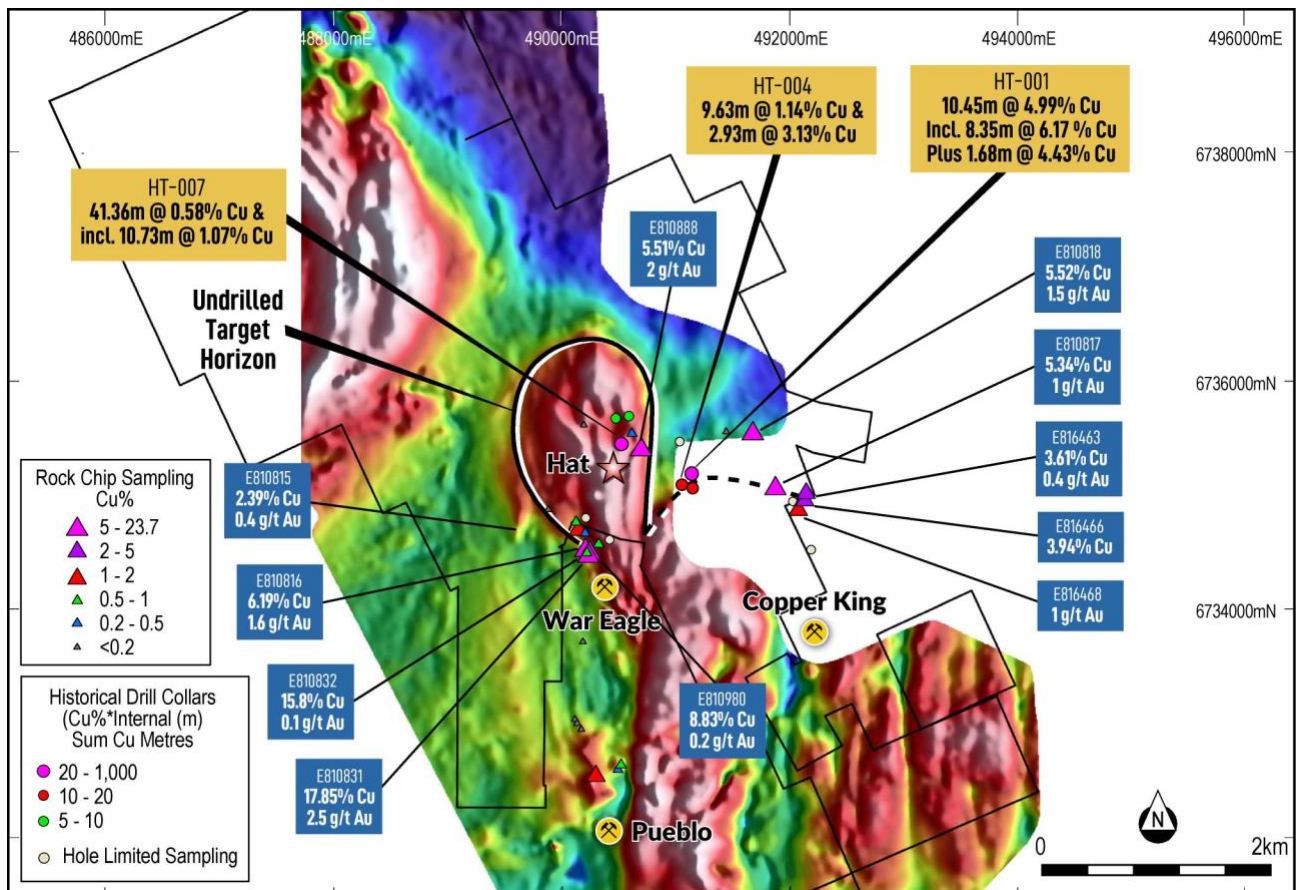 486000mE
488000mE
490000mE
492000mE
494000mE
496000mE
6738000mN
6736000mN
6734000mN
HT-007
41.36m @ 0.58% Cu &
incl. 10.73m @ 1.07% Cu
HT-004
9.63m @ 1.14% Cu &
2.93m @ 3.13% Cu
HT-001
10.45m @ 4.99% Cu
Incl. 8.35m @ 6.17 % Cu
Plus 1.68m @ 4.43% Cu
E810888
5.51% Cu
2 g/t Au
E810818
5.52% Cu
1.5 g/t Au
E810817
5.34% Cu
1 g/t Au
E816463
3.61% Cu
0.4 g/t Au
E816466
3.94% Cu
E816468
1 g/t Au
Undrilled
Target
Horizon
Hat
War Eagle
Copper King
Pueblo
E810815
2.39% Cu
0.4 g/t Au
E810816
6.19% Cu
1.6 g/t Au
E810832
15.8% Cu
0.1 g/t Au
E810831
17.85% Cu
2.5 g/t Au
E810980
8.83% Cu
0.2 g/t Au
Rock Chip Sampling
Cu%
5 - 23.7
2 - 5
1 - 2
0.5 - 1
0.2 - 0.5
<0.2
Historical Drill Collars
(Cu%*Internal (m)
Sum Cu Metres
20 - 1,000
10 - 20
5 - 10
Hole Limited Sampling
N
0
2km